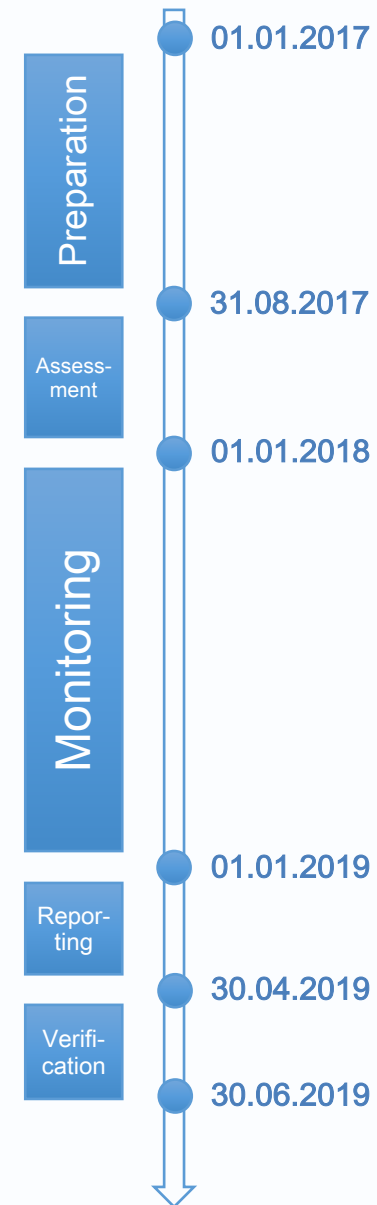 01.01.2017
Preparation
31.08.2017
Assess-
ment
01.01.2018
Monitoring
01.01.2019
Repor-
ting
30.04.2019
Verifi-
cation
30.06.2019